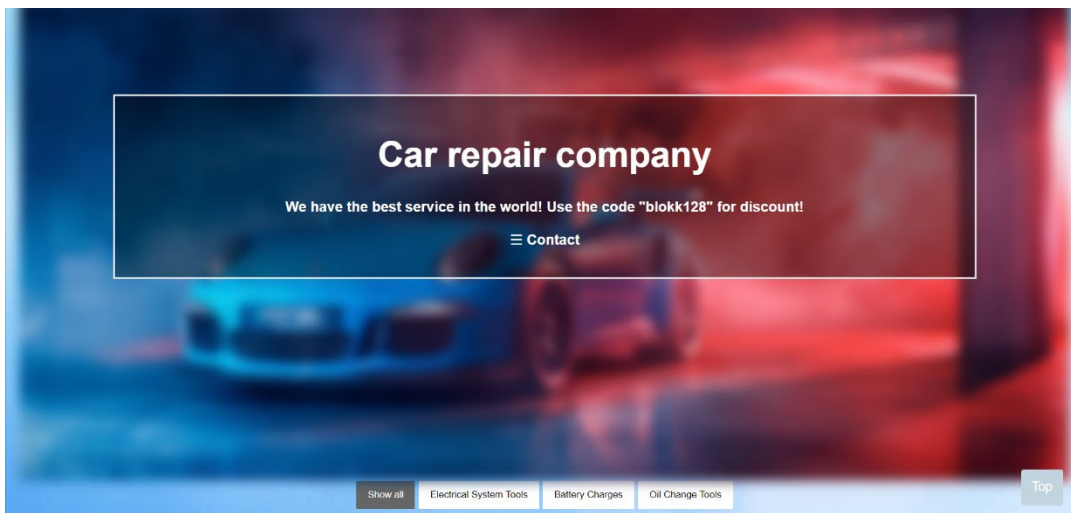 Car repair company
We have the best service in the world! Use the code "blokk128" for discount!
☰ Contact
Show all Electrical System Tools Battery Charges Oil Change Tools
Top